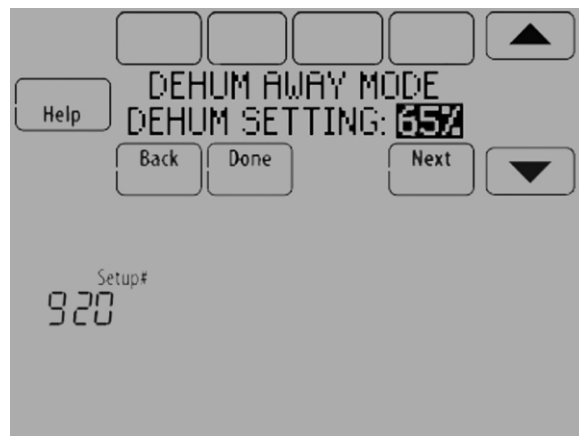 DEHUM AWAY MODE
Help
DEHUM SETTING: 65%
Back Done Next
Setup#
920